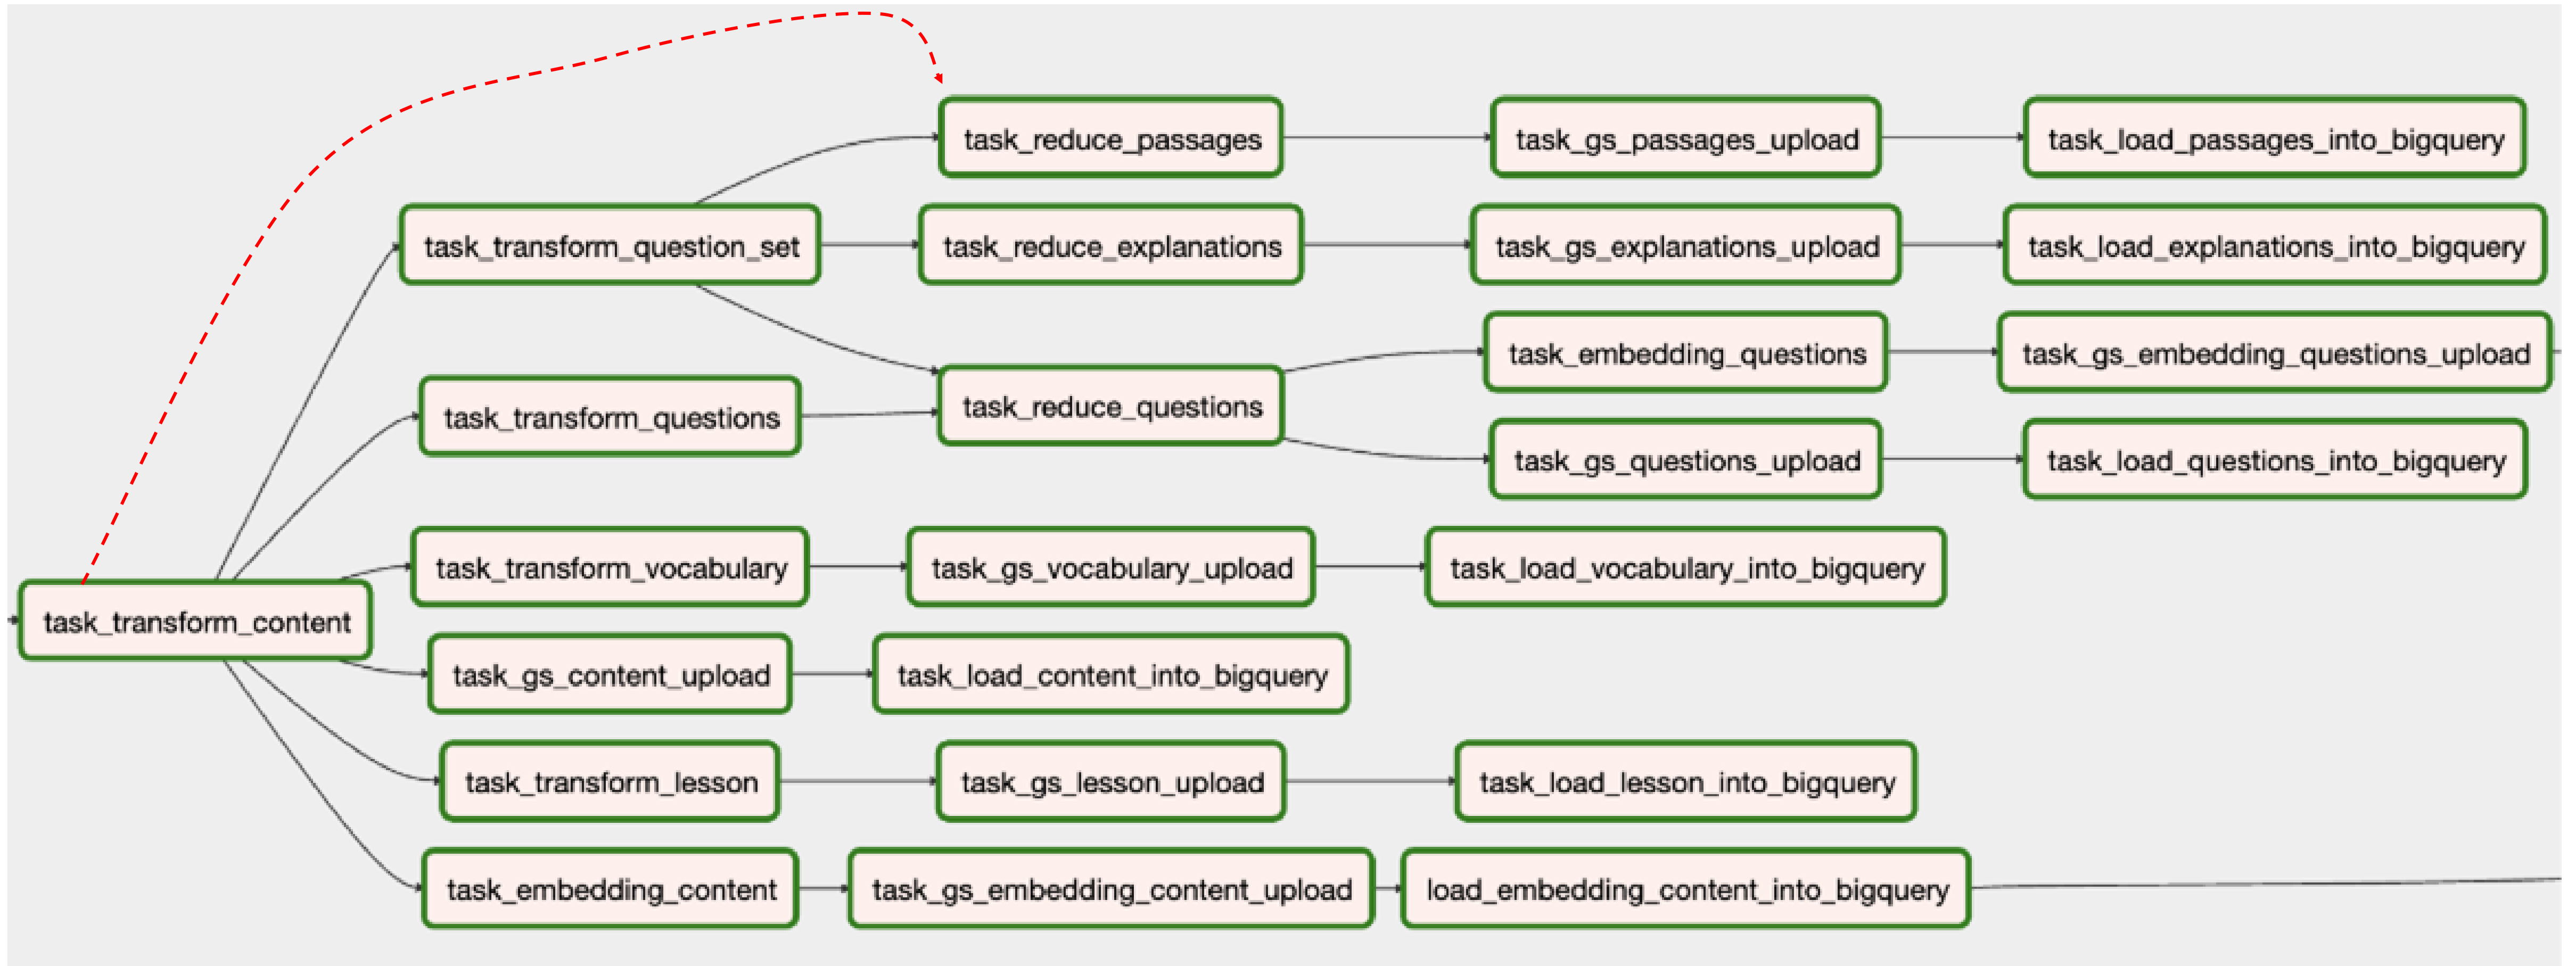 task_reduce_passages
task_gs_passages_upload
task_load_passages_into_bigquery
task_transform_question_set
task_reduce_explanations
task_gs_explanations_upload
task_load_explanations_into_bigquery
task_embedding_questions
task_gs_embedding_questions_upload
task_transform_questions
task_reduce_questions
task_gs_questions_upload
task_load_questions_into_bigquery
task_transform_vocabulary
task_gs_vocabulary_upload
task_load_vocabulary_into_bigquery
task_transform_content
task_gs_content_upload
task_load_content_into_bigquery
task_transform_lesson
task_gs_lesson_upload
task_load_lesson_into_bigquery
task_embedding_content
task_gs_embedding_content_upload
load_embedding_content_into_bigquery